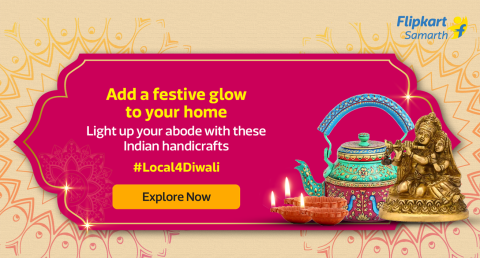 Flipkart
Samarth
Add a festive glow
to your home
Light up your abode with these
Indian handicrafts
#Local4Diwali
Explore Now